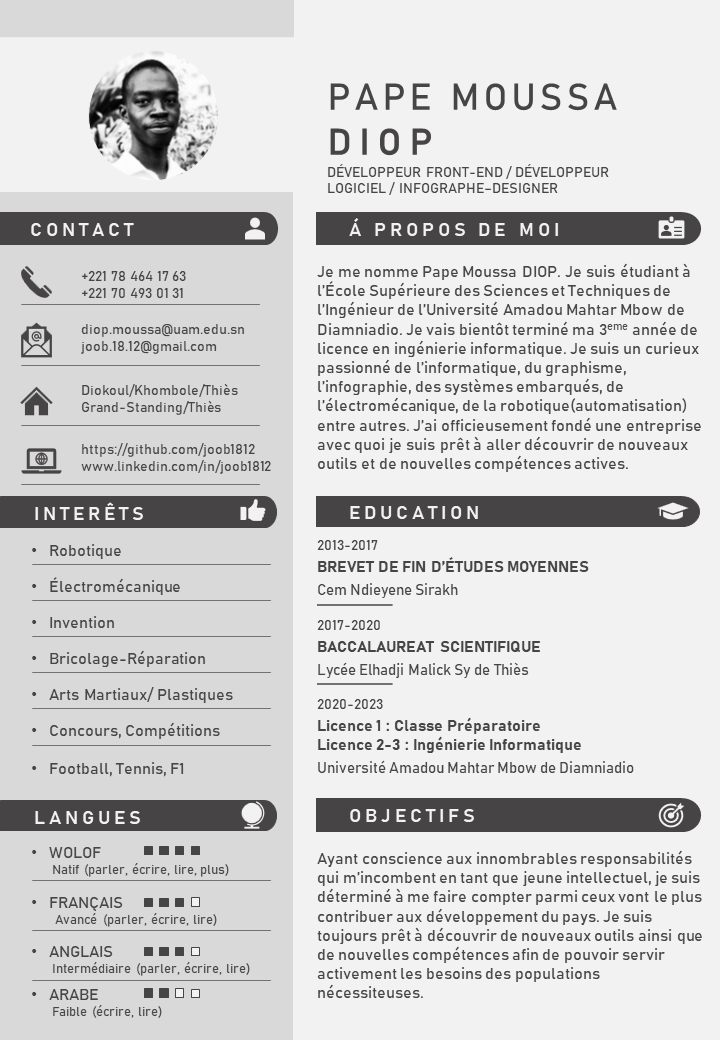 PAPE MOUSSA
DIOP
DÉVELOPPEUR FRONT-END / DÉVELOPPEUR
LOGICIEL / INFOGRAPHE-DESIGNER
CONTACT
+221 78 464 17 63
+221 70 493 01 31
diop.moussa@uam.edu.sn
joob.18.12@gmail.com
Diokoul/Khombole/Thiès
Grand-Standing/Thiès
https://github.com/joob1812
www.linkedin.com/in/joob1812
INTERÊTS
• Robotique
• Électromécanique
• Invention
• Bricolage-Réparation
• Arts Martiaux/ Plastiques
• Concours, Compétitions
• Football, Tennis, F1
LANGUES
• WOLOF
Natif (parler, écrire, lire, plus)
• FRANÇAIS
Avancé (parler, écrire, lire)
• ANGLAIS
Intermédiaire (parler, écrire, lire)
• ARABE
Faible (écrire, lire)
Á PROPOS DE MOI
Je me nomme Pape Moussa DIOP. Je suis étudiant à
l'École Supérieure des Sciences et Techniques de
l'Ingénieur de l'Université Amadou Mahtar Mbow de
Diamniadio. Je vais bientôt terminé ma 3eme année de
licence en ingénierie informatique. Je suis un curieux
passionné de l'informatique, du graphisme,
l'infographie, des systèmes embarqués, de
l'électromécanique, de la robotique(automatisation)
entre autres. J'ai officieusement fondé une entreprise
avec quoi je suis prêt à aller découvrir de nouveaux
outils et de nouvelles compétences actives.
EDUCATION
2013-2017
BREVET DE FIN D'ÉTUDES MOYENNES
Cem Ndieyene Sirakh
2017-2020
BACCALAUREAT SCIENTIFIQUE
Lycée Elhadji Malick Sy de Thiès
2020-2023
Licence 1 : Classe Préparatoire
Licence 2-3 : Ingénierie Informatique
Université Amadou Mahtar Mbow de Diamniadio
OBJECTIFS
Ayant conscience aux innombrables responsabilités
qui m'incombent en tant que jeune intellectuel, je suis
déterminé à me faire compter parmi ceux vont le plus
contribuer aux développement du pays. Je suis
toujours prêt à découvrir de nouveaux outils ainsi que
de nouvelles compétences afin de pouvoir servir
activement les besoins des populations
nécessiteuses.